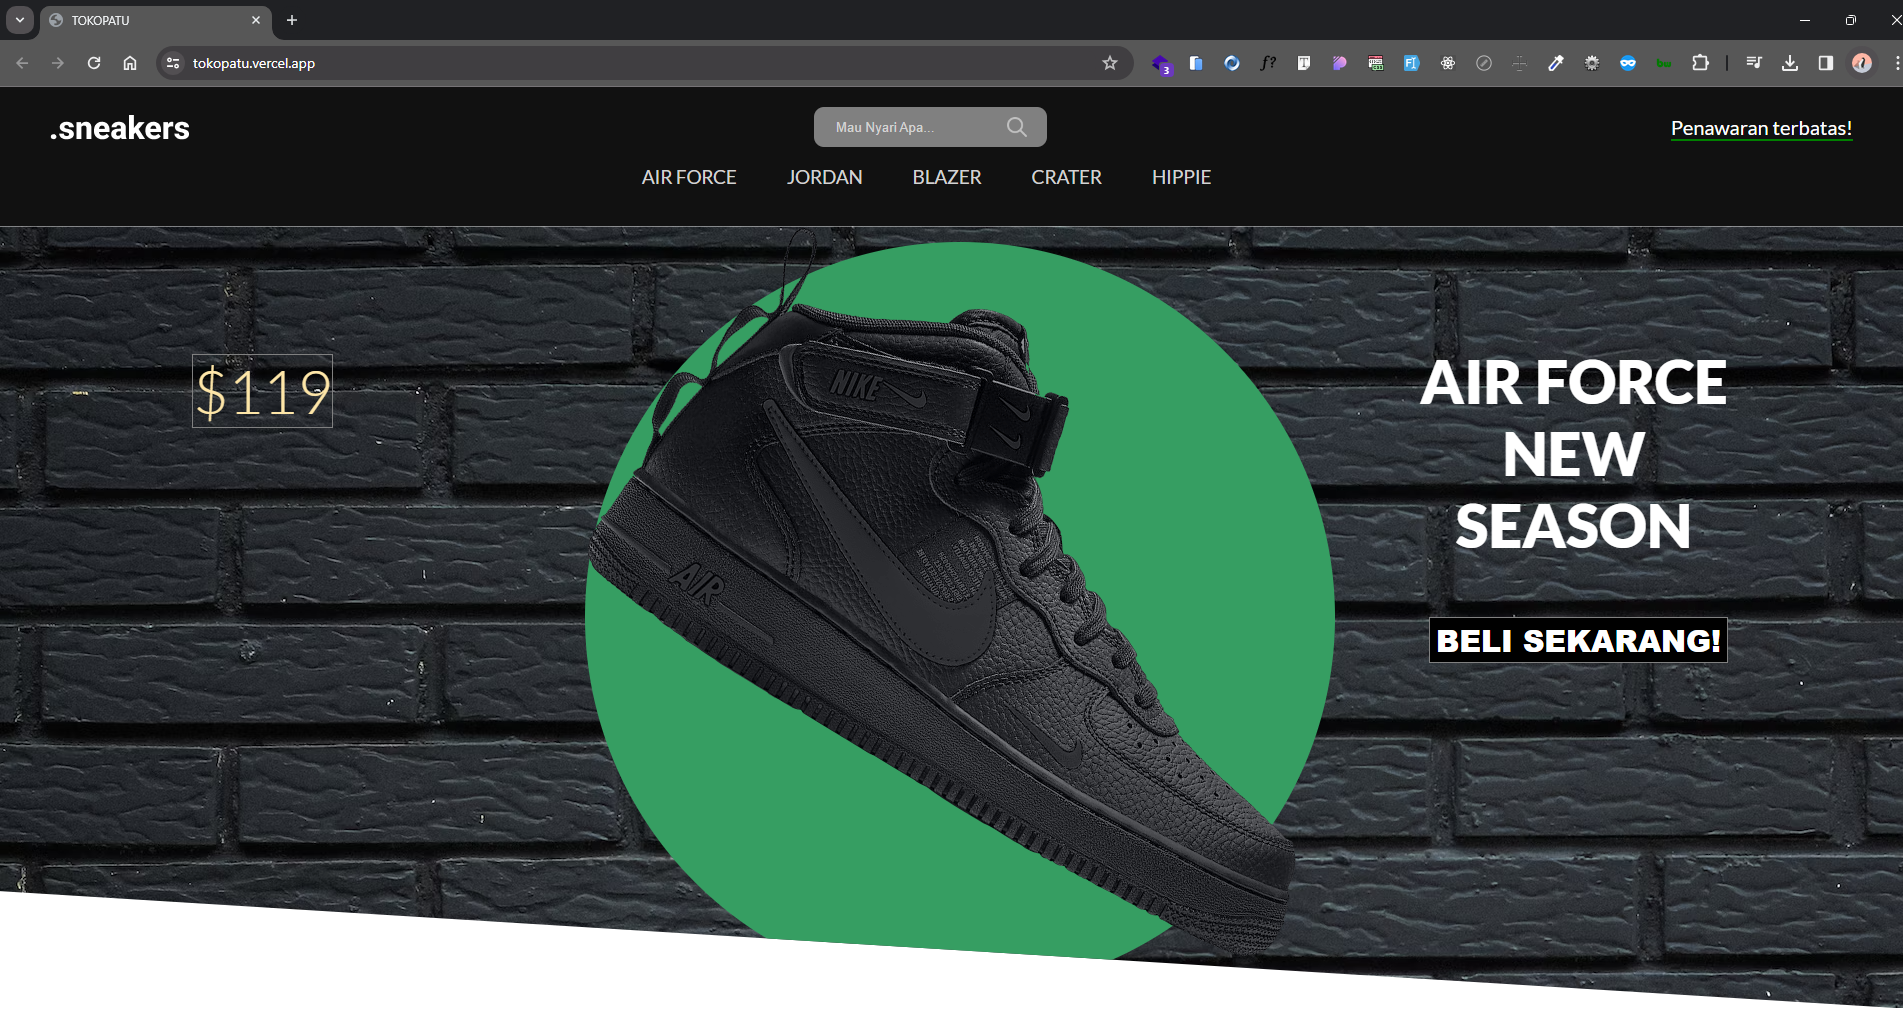 TOKOPATU
tokopatu.vercel.app
3
.sneakers
Mau Nyari Apa...
Penawaran terbatas!
AIR FORCE
JORDAN
BLAZER
CRATER
HIPPIE
$119
NIKE
AIR
AIR FORCE
NEW
SEASON
BELI SEKARANG!